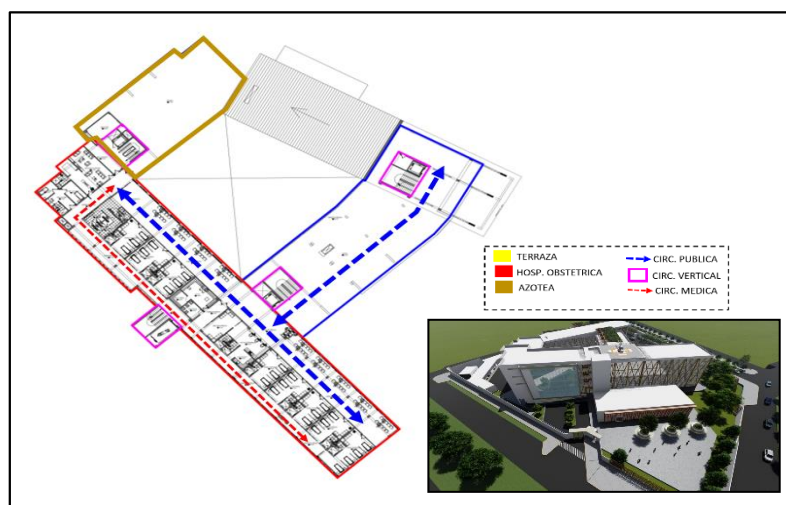 TERRAZA
HOSP. OBSTETRICA
AZOTEA
CIRC. PUBLICA
CIRC. VERTICAL
CIRC. MEDICA